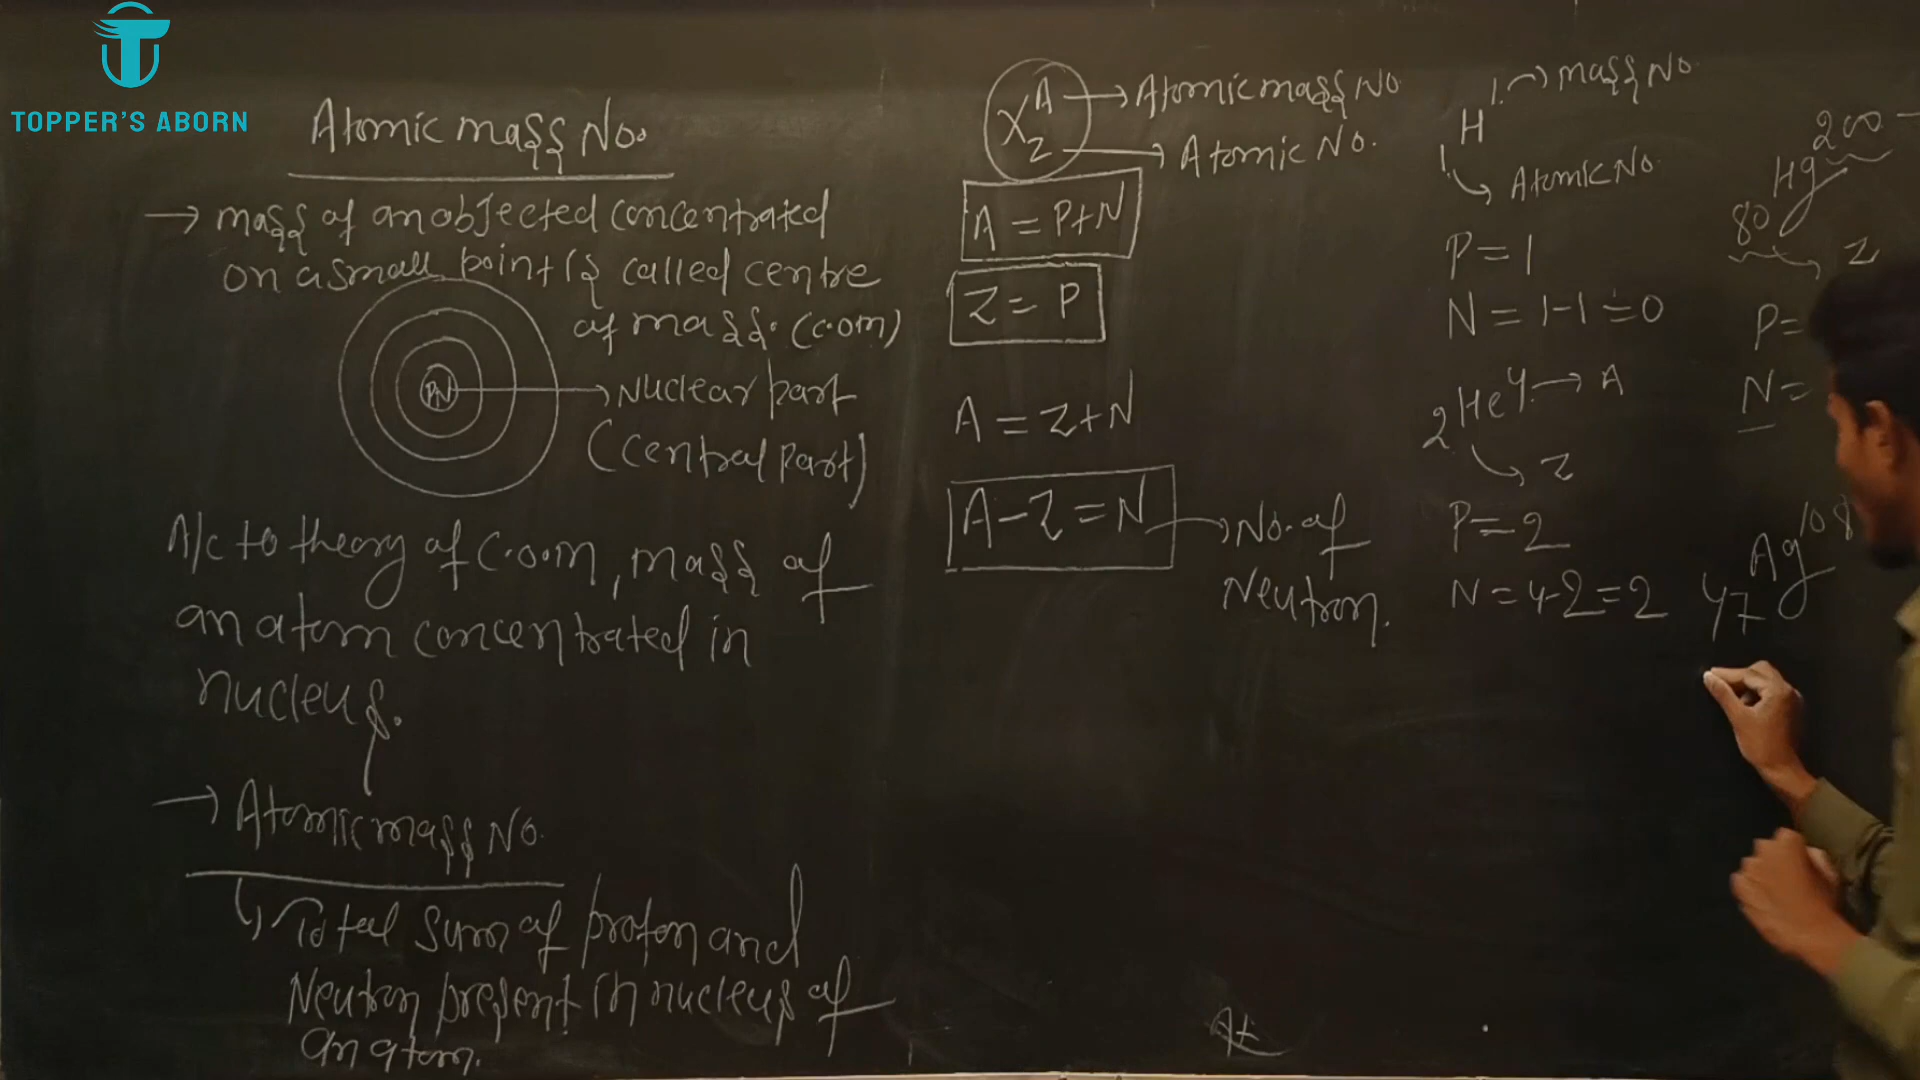 TOPPER'S ABORN
Atomic mass No.
→ mass of an objected concentrated
on a small point is called centre
of mass. (C.O.M)
PN
→ Nuclear part
(Central part)
A/c to theory of C.O.M, mass of
an atom concentrated in
nucleus.
→ Atomic mass No.
↳ Total sum of proton and
Neutron present in nucleus of
an atom.
X A Z
→ Atomic mass No
→ Atomic No.
A = P+N
Z = P
A = Z+N
A-Z=N → No. of
Neutron.
H 1 → mass No
1 → Atomic No
P = 1
N = 1-1 = 0
2 He 4 → A
→ Z
P = 2
N = 4-2=2
80 Hg 200
→ Z
P=
N=
47 Ag 108
At